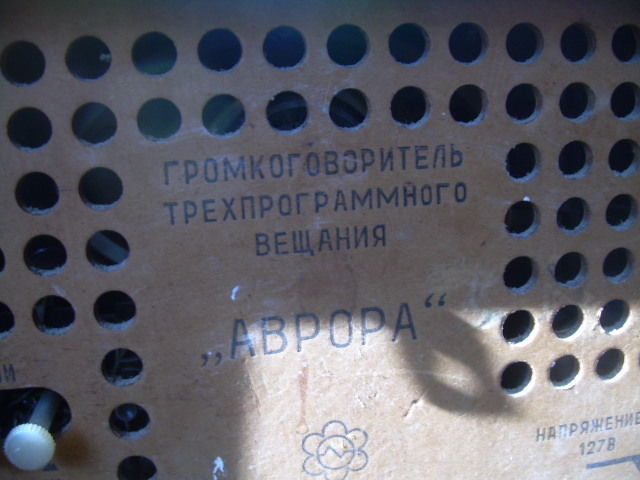 ГРОМКОГОВОРИТЕЛЬ
ТРЕХПРОГРАММНОГО
ВЕЩАНИЯ
„АВРОРА“
НАПРЯЖЕНИЕ
127В